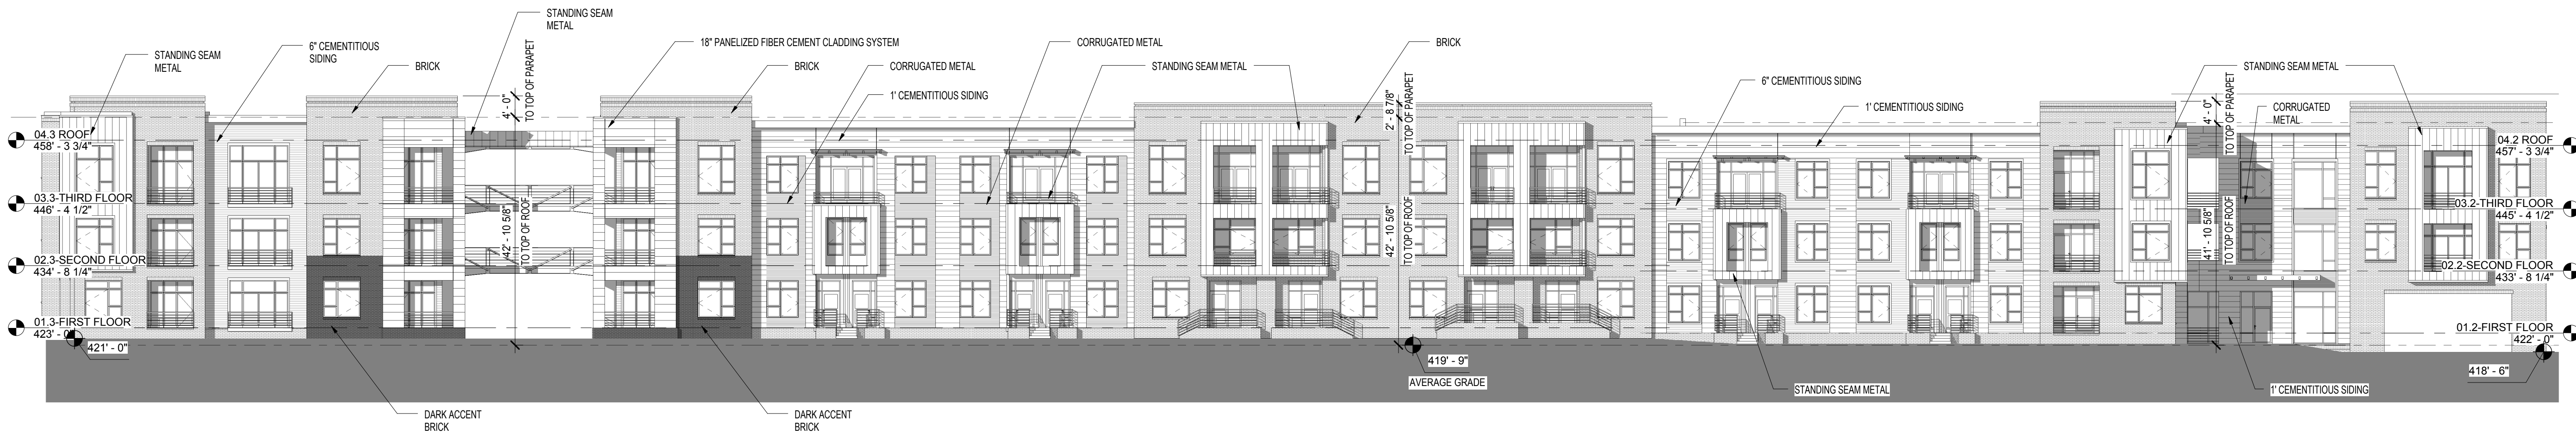 STANDING SEAM
METAL
6" CEMENTITIOUS
SIDING
BRICK
STANDING SEAM
METAL
4' - 0"
TO TOP OF PARAPET
18" PANELIZED FIBER CEMENT CLADDING SYSTEM
BRICK
CORRUGATED METAL
1' CEMENTITIOUS SIDING
CORRUGATED METAL
STANDING SEAM METAL
2' - 8 7/8"
TO TOP OF PARAPET
BRICK
6" CEMENTITIOUS SIDING
1' CEMENTITIOUS SIDING
4' - 0"
TO TOP OF PARAPET
STANDING SEAM METAL
CORRUGATED
METAL
04.3 ROOF
458' - 3 3/4"
03.3-THIRD FLOOR
446' - 4 1/2"
02.3-SECOND FLOOR
434' - 8 1/4"
01.3-FIRST FLOOR
423' - 0"
421' - 0"
42' - 10 5/8"
TO TOP OF ROOF
42' - 10 5/8"
TO TOP OF ROOF
41' - 10 5/8"
TO TOP OF ROOF
04.2 ROOF
457' - 3 3/4"
03.2-THIRD FLOOR
445' - 4 1/2"
02.2-SECOND FLOOR
433' - 8 1/4"
01.2-FIRST FLOOR
422' - 0"
418' - 6"
419' - 9"
AVERAGE GRADE
DARK ACCENT
BRICK
DARK ACCENT
BRICK
STANDING SEAM METAL
1' CEMENTITIOUS SIDING